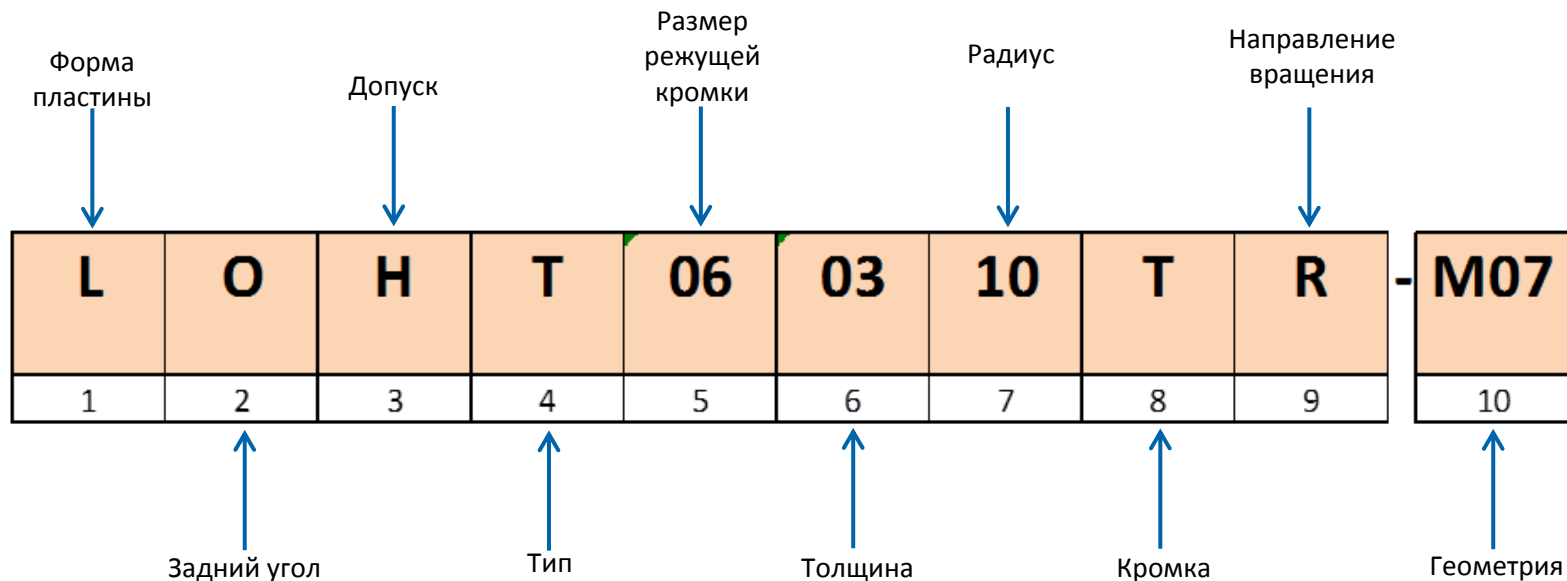 Форма
пластины
Допуск
Размер
режущей
кромки
Радиус
Направление
вращения
L O H T 06 03 10 T R - M07
1 2 3 4 5 6 7 8 9 10
Задний угол
Тип
Толщина
Кромка
Геометрия